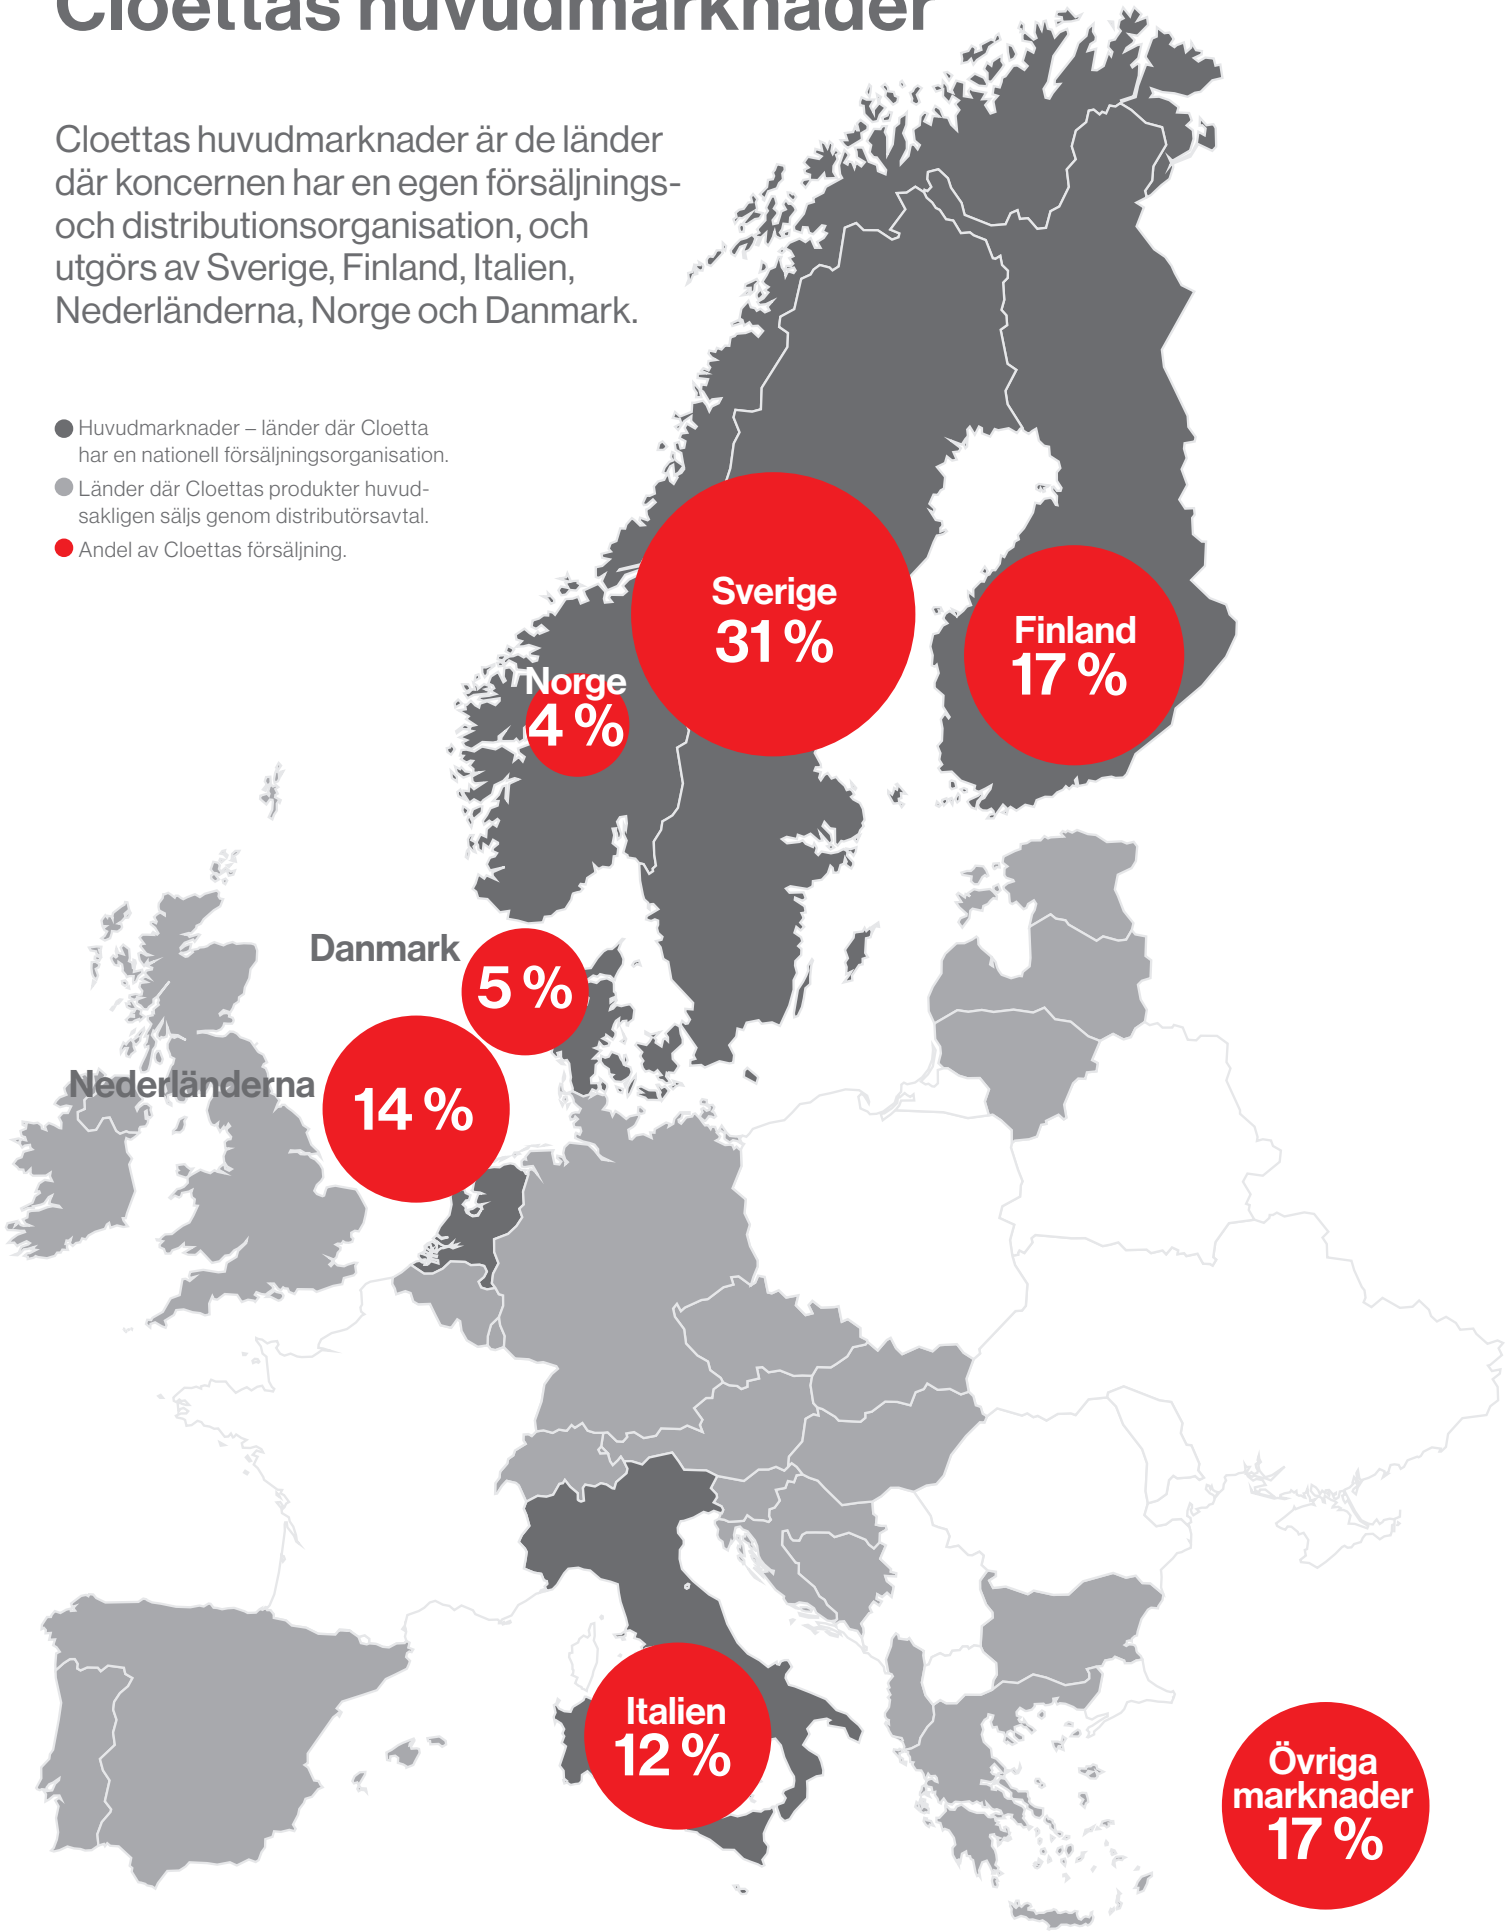 Cloettas huvudmarknader
Cloettas huvudmarknader är de länder
där koncernen har en egen försäljnings-
och distributionsorganisation, och
utgörs av Sverige, Finland, Italien,
Nederländerna, Norge och Danmark.
Huvudmarknader – länder där Cloetta
har en nationell försäljningsorganisation.
Länder där Cloettas produkter huvud-
sakligen säljs genom distributörsavtal.
Andel av Cloettas försäljning.
Sverige
31 %
Finland
17 %
Norge
4 %
Danmark
5 %
Nederländerna
14 %
Italien
12 %
Övriga
marknader
17 %